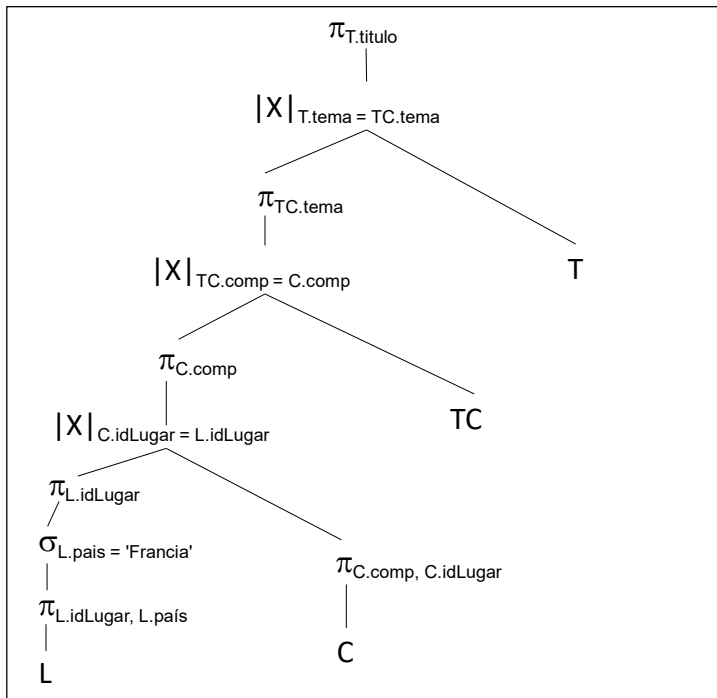 πT.titulo
|X|T.tema = TC.tema
πTC.tema
T
|X|TC.comp = C.comp
πC.comp
TC
|X|C.idLugar = L.idLugar
πL.idLugar
σL.pais = 'Francia'
πC.comp, C.idLugar
πL.idLugar, L.país
C
L